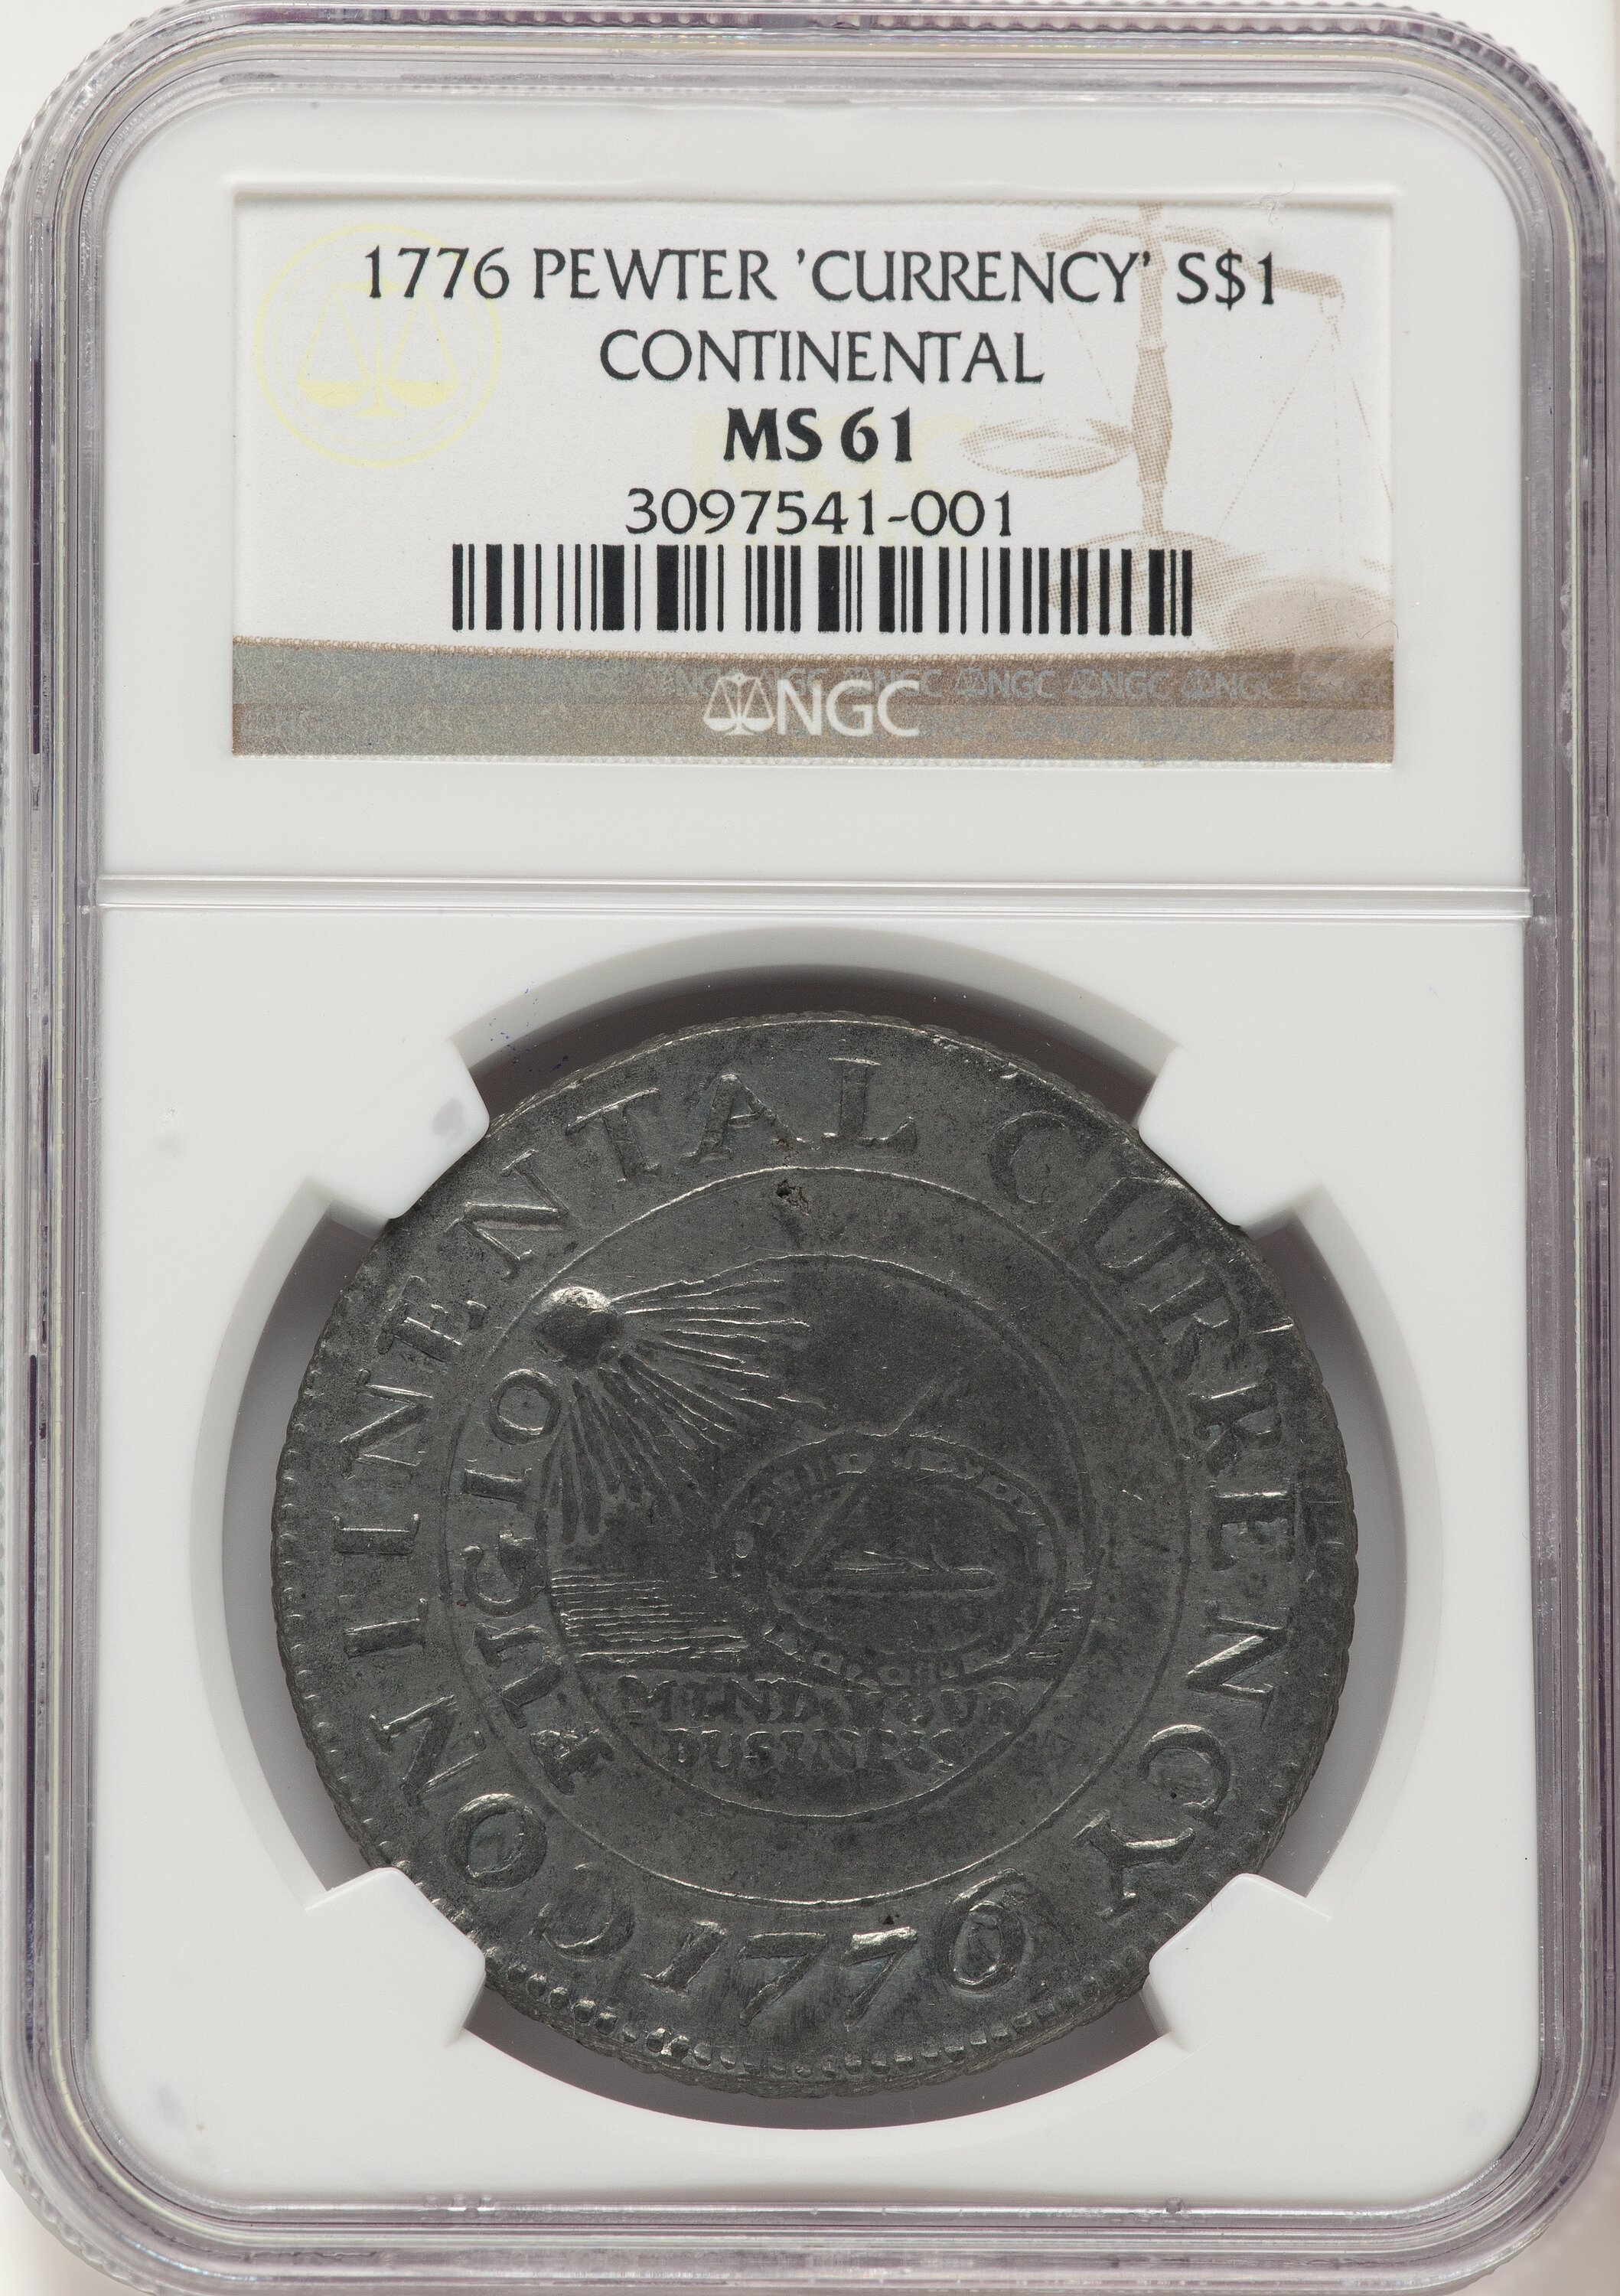 1776 PEWTER 'CURRENCY' S$1
CONTINENTAL
MS 61
3097541-001
NGC
CONTINENTAL CURRENCY
1776
FUGIO
MIND YOUR
BUSINESS